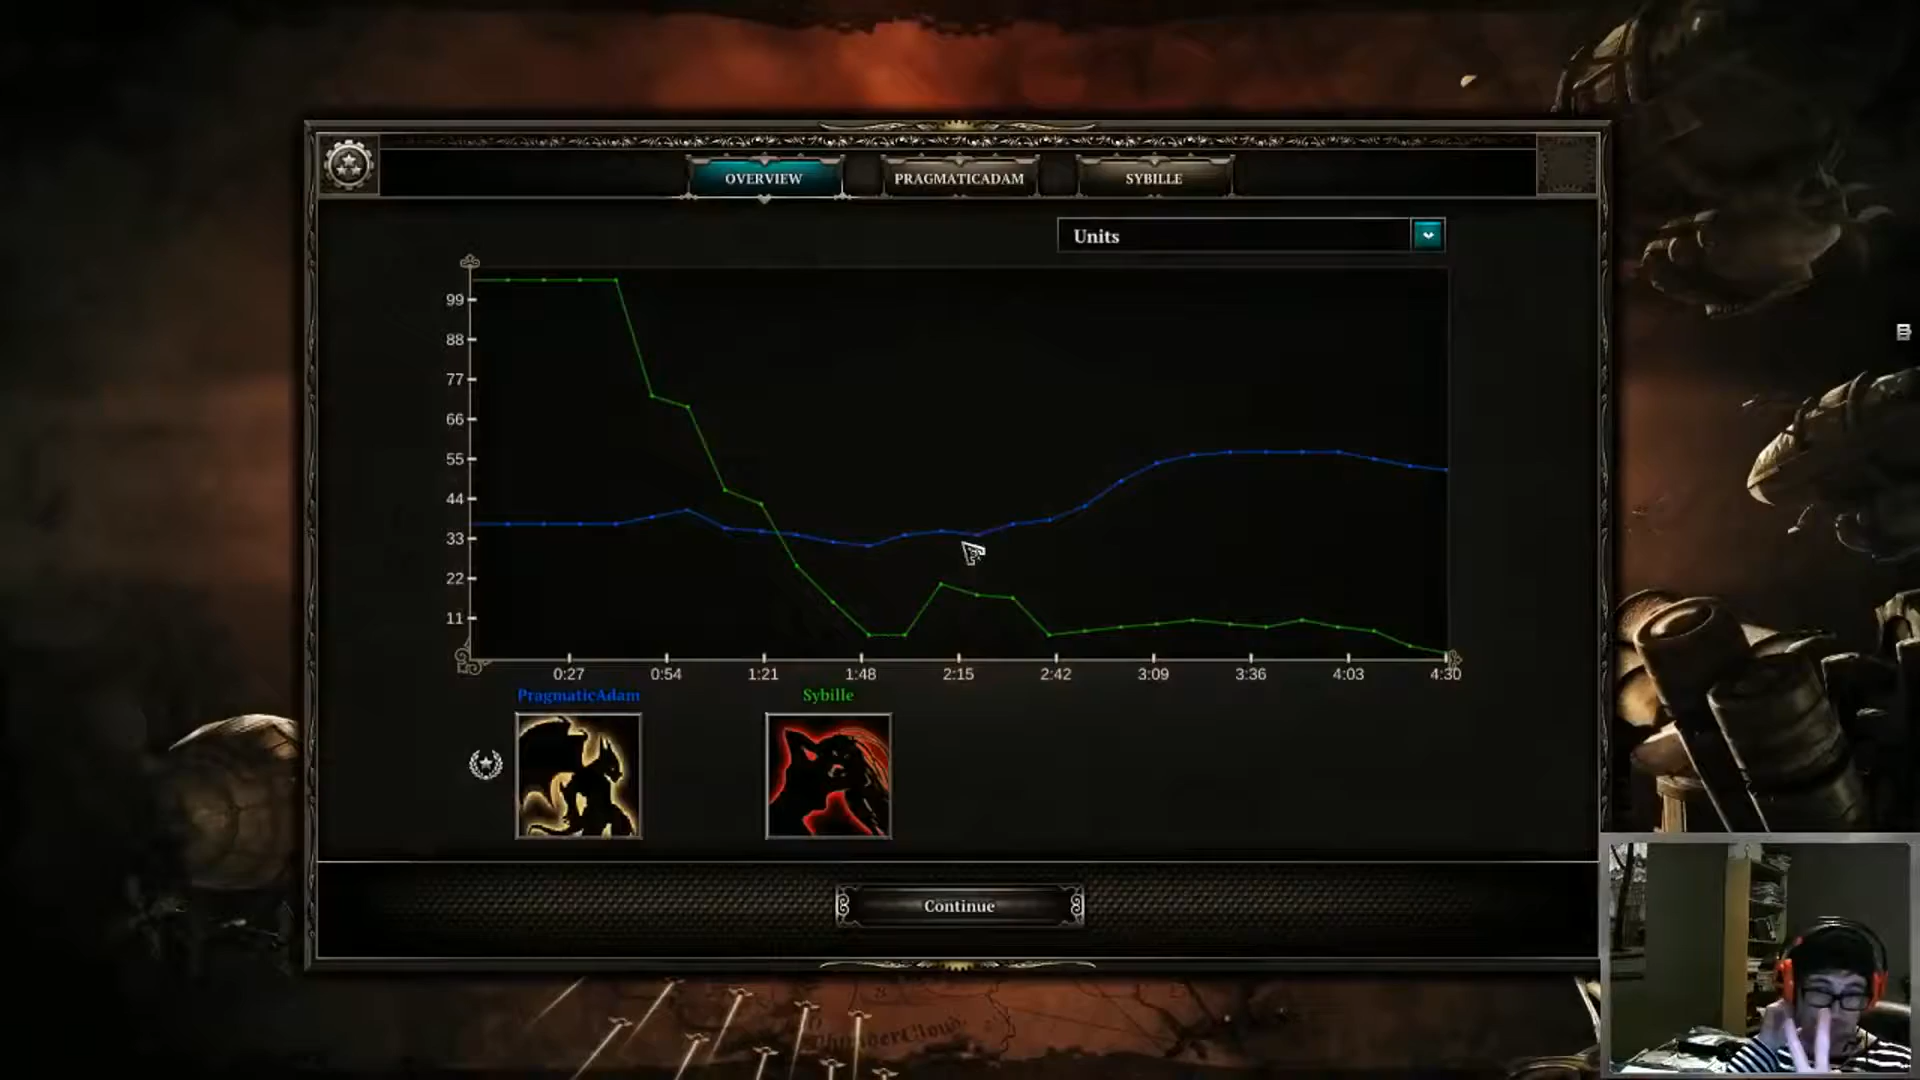 OVERVIEW
PRAGMATICADAM
SYBILLE
Units
99
88
77
66
55
44
33
22
11
0:27
0:54
1:21
1:48
2:15
2:42
3:09
3:36
4:03
4:30
PragmaticAdam
Sybille
Continue